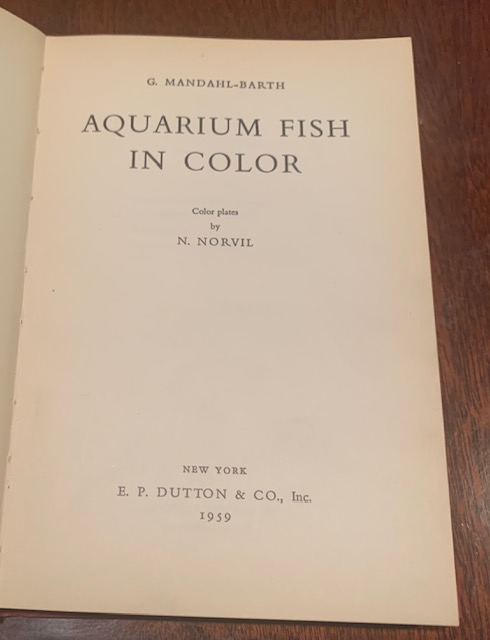 G. MANDAHL-BARTH
AQUARIUM FISH
IN COLOR
Color plates
by
N. NORVIL
NEW YORK
E. P. DUTTON & CO., Inc.
1959